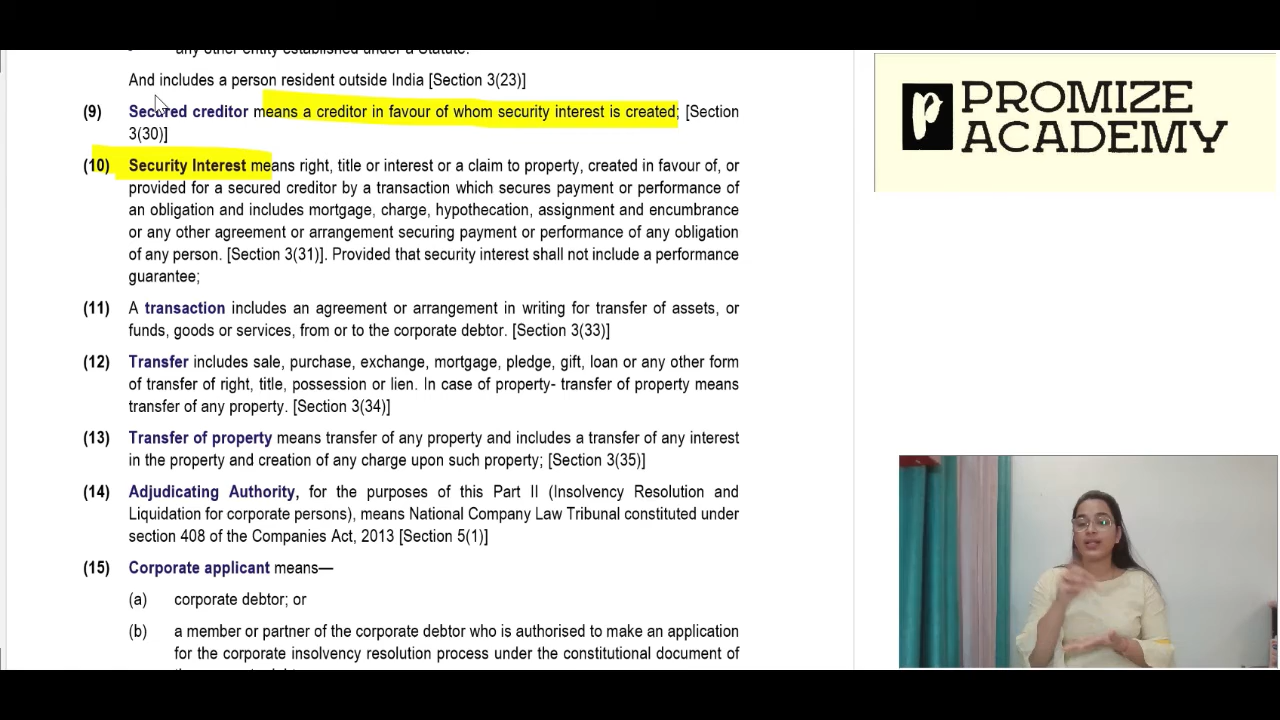 any other entity established under a Statute.
And includes a person resident outside India [Section 3(23)]
(9) Secured creditor means a creditor in favour of whom security interest is created; [Section
3(30)]
(10) Security Interest means right, title or interest or a claim to property, created in favour of, or
provided for a secured creditor by a transaction which secures payment or performance of
an obligation and includes mortgage, charge, hypothecation, assignment and encumbrance
or any other agreement or arrangement securing payment or performance of any obligation
of any person. [Section 3(31)]. Provided that security interest shall not include a performance
guarantee;
(11) A transaction includes an agreement or arrangement in writing for transfer of assets, or
funds, goods or services, from or to the corporate debtor. [Section 3(33)]
(12) Transfer includes sale, purchase, exchange, mortgage, pledge, gift, loan or any other form
of transfer of right, title, possession or lien. In case of property- transfer of property means
transfer of any property. [Section 3(34)]
(13) Transfer of property means transfer of any property and includes a transfer of any interest
in the property and creation of any charge upon such property; [Section 3(35)]
(14) Adjudicating Authority, for the purposes of this Part II (Insolvency Resolution and
Liquidation for corporate persons), means National Company Law Tribunal constituted under
section 408 of the Companies Act, 2013 [Section 5(1)]
(15) Corporate applicant means—
(a) corporate debtor; or
(b) a member or partner of the corporate debtor who is authorised to make an application
for the corporate insolvency resolution process under the constitutional document of
p PROMIZE
ACADEMY